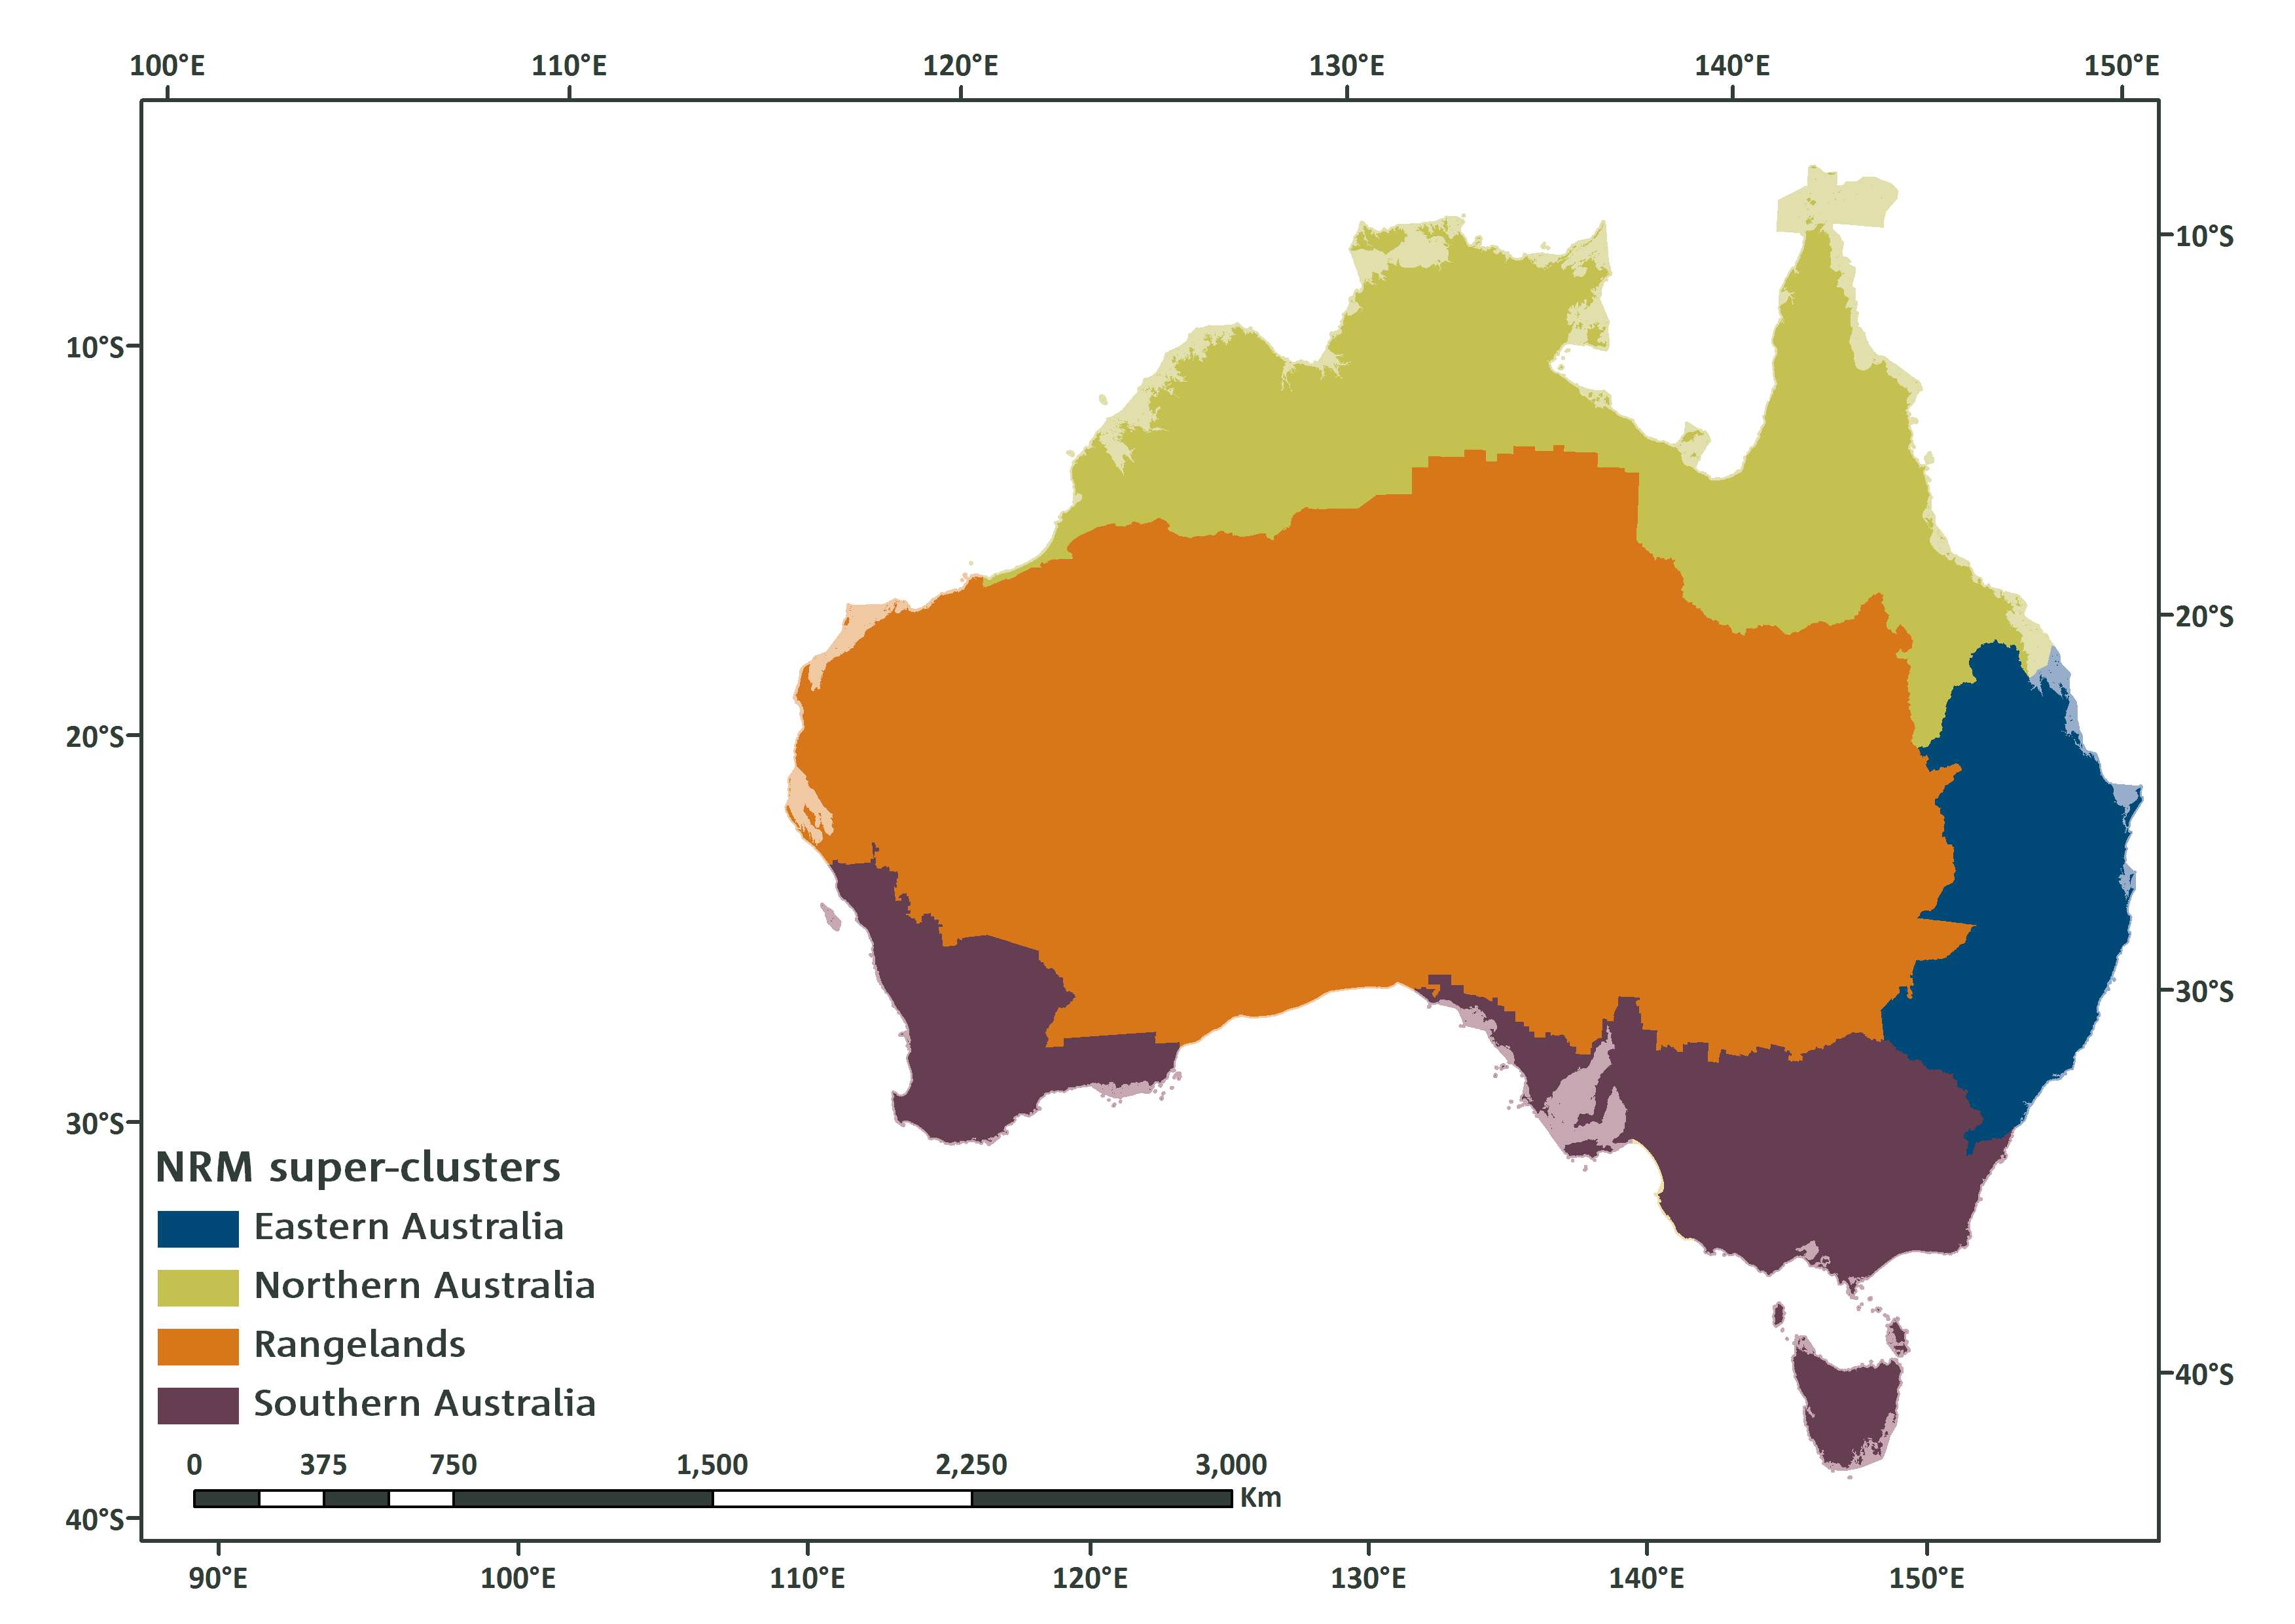 100°E 110°E 120°E 130°E 140°E 150°E
10°S
10°S
20°S
20°S
30°S
30°S
NRM super-clusters
Eastern Australia
Northern Australia
Rangelands
40°S
Southern Australia
0 375 750 1,500 2,250 3,000
Km
40°S
90°E 100°E 110°E 120°E 130°E 140°E 150°E